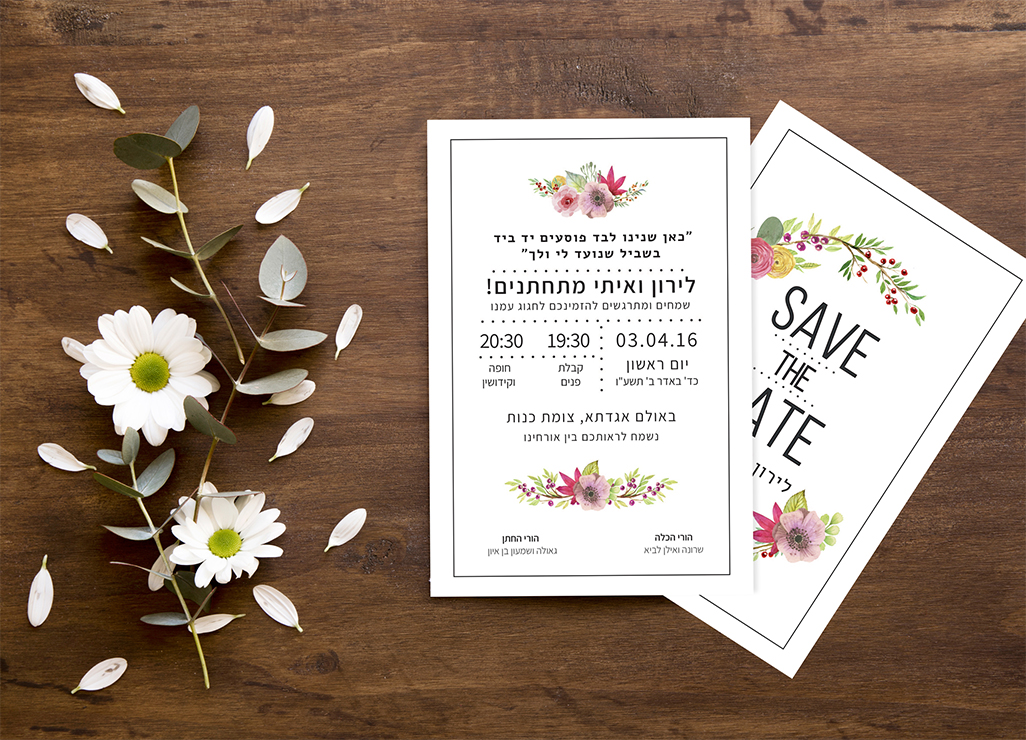 "כאן שנינו לבד פוסעים יד ביד
בשביל שנועד לי ולך"
לירון ואיתי מתחתנים!
שמחים ומתרגשים להזמינכם לחגוג עמנו
03.04.16
יום ראשון
כד' באדר ב' תשע"ו
19:30
קבלת
פנים
20:30
חופה
וקידושין
באולם אגדתא, צומת כנות
נשמח לראותכם בין אורחינו
הורי הכלה
שרונה ואילן לביא
הורי החתן
גאולה ושמעון בן איון
SAVE
THE
ATE
לירון